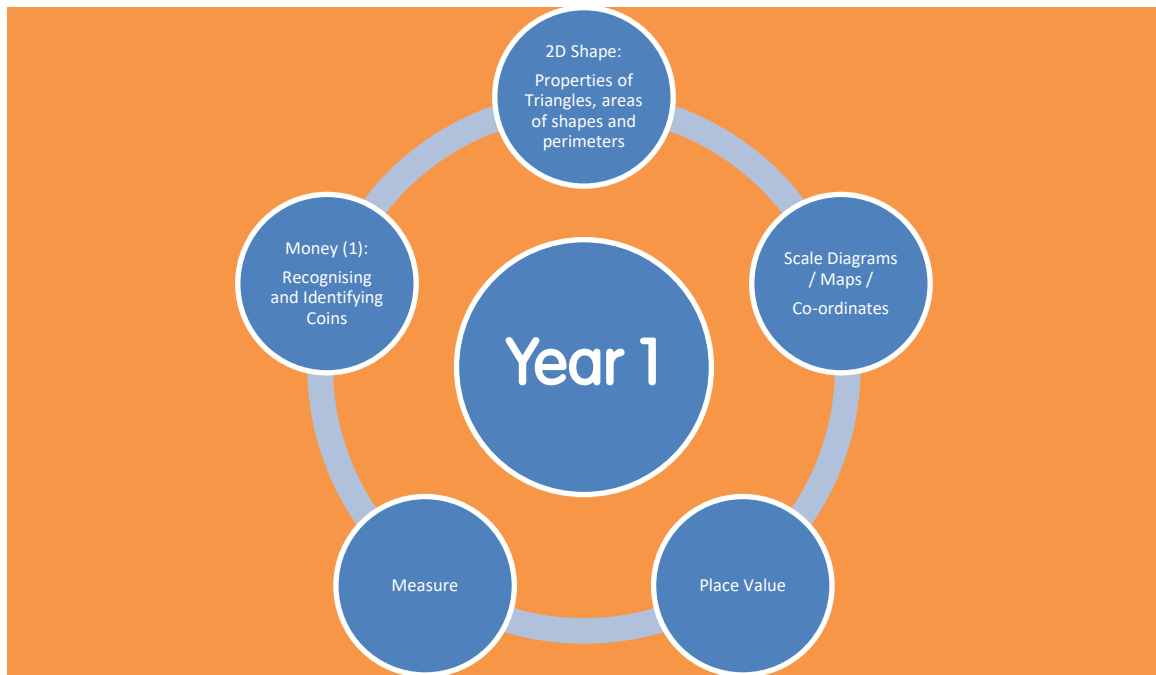 2D Shape:
Properties of
Triangles, areas
of shapes and
perimeters
Scale Diagrams
/ Maps /
Co-ordinates
Place Value
Measure
Money (1):
Recognising
and Identifying
Coins
Year 1